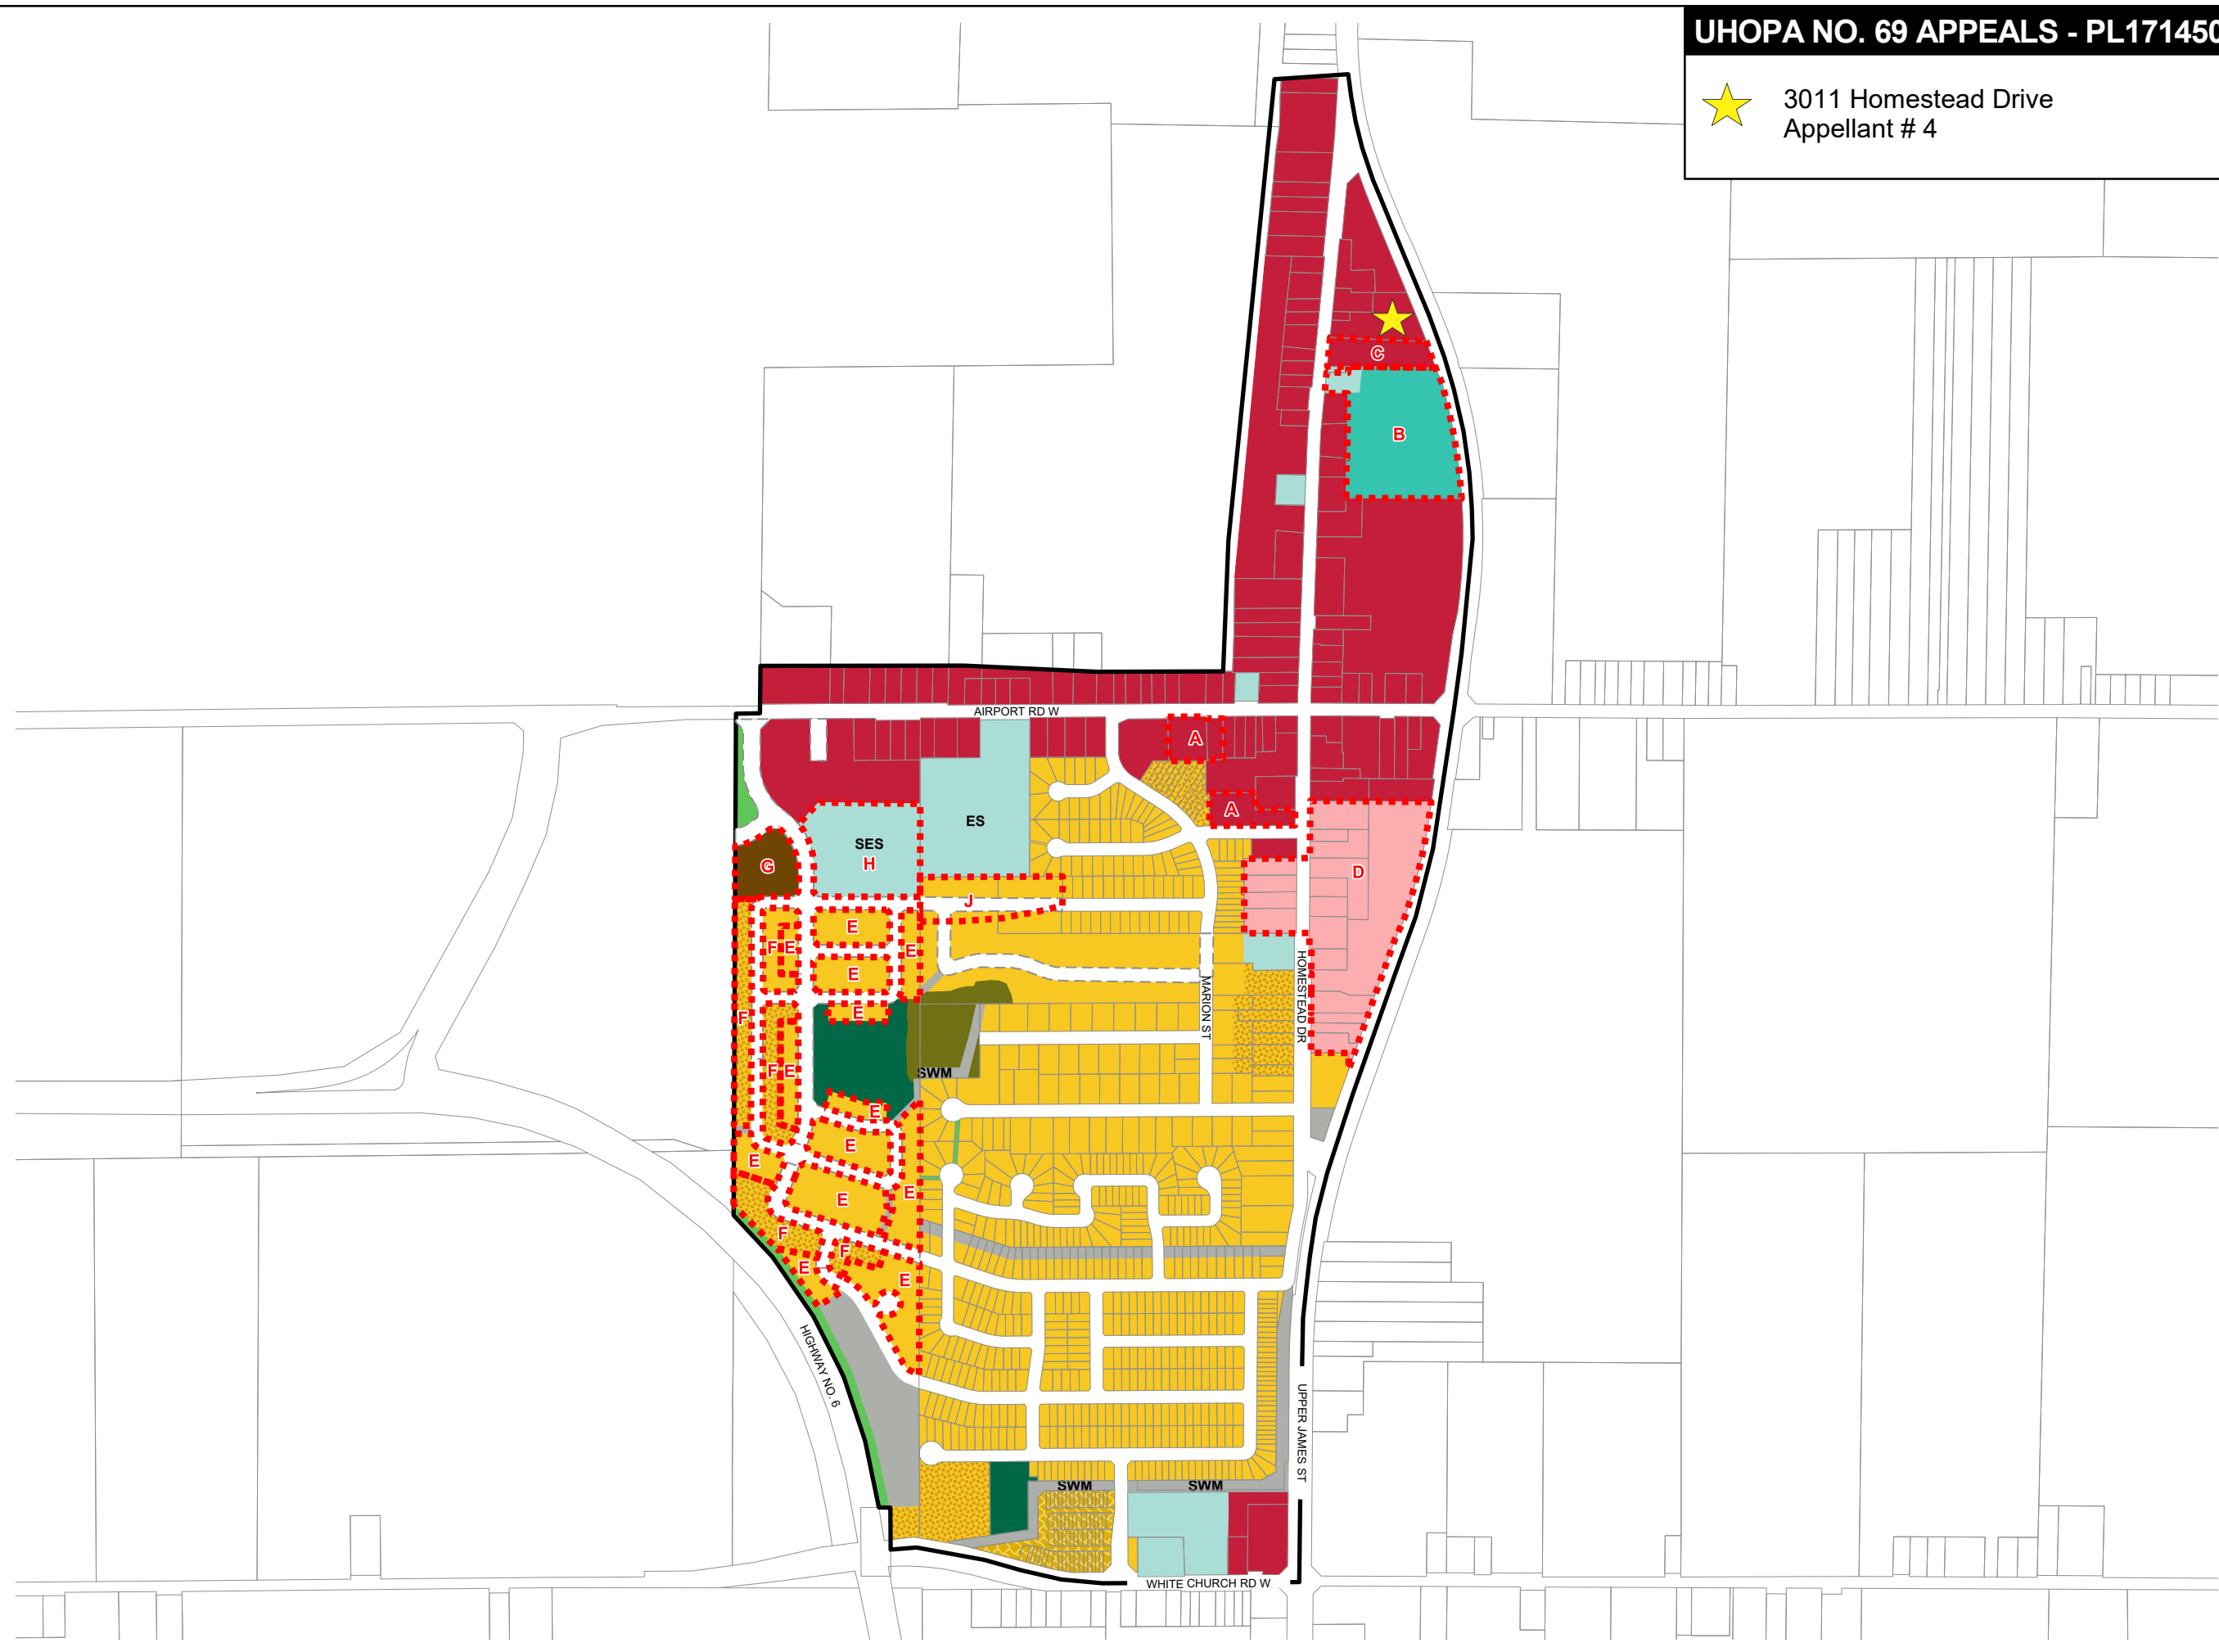 UHOPA NO. 69 APPEALS - PL171450
3011 Homestead Drive
Appellant # 4
C
B
AIRPORT RD W
A
A
ES
SES
H
G
D
J
E
F E
E
E
HOMESTEAD DR
MARION ST
F
E
F E
SWM
E
E
E
E
E
F
F
E
E
HIGHWAY NO. 6
UPPER JAMES ST
SWM
SWM
WHITE CHURCH RD W